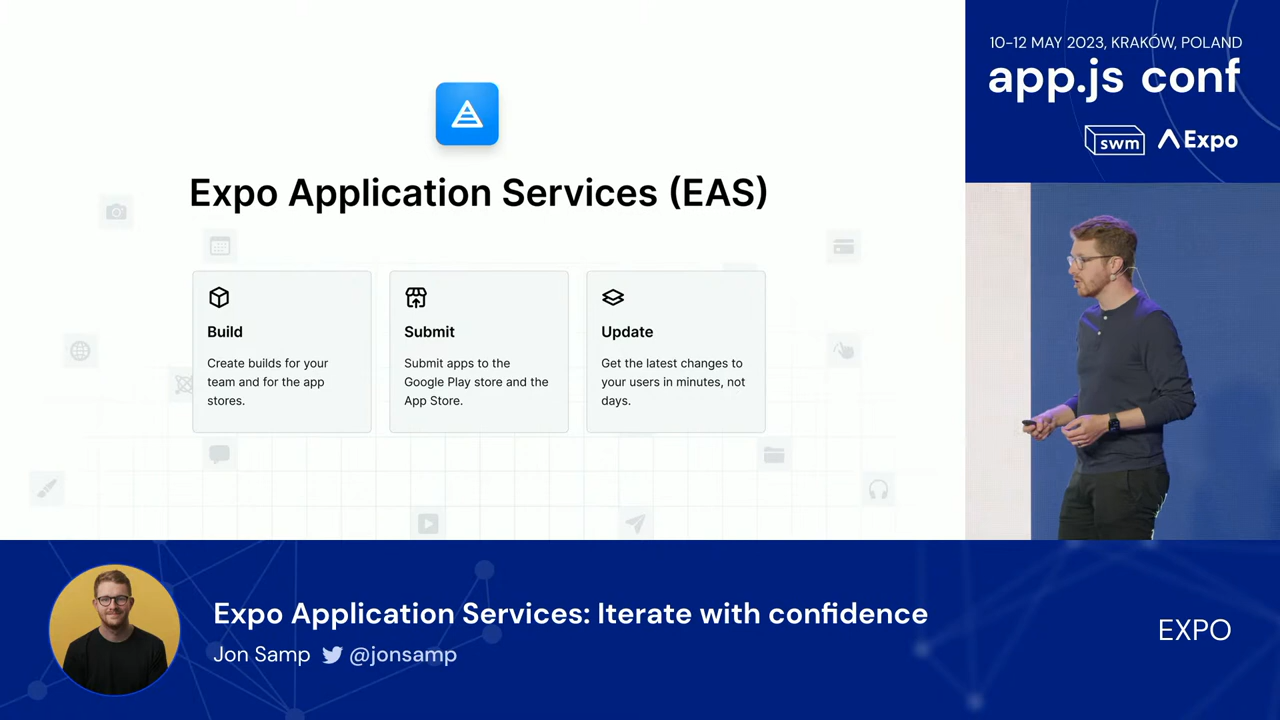 Expo Application Services (EAS)
Build
Create builds for your
team and for the app
stores.
Submit
Submit apps to the
Google Play store and the
App Store.
Update
Get the latest changes to
your users in minutes, not
days.
10-12 MAY 2023, KRAKÓW, POLAND
app.js conf
swm
Expo
Expo Application Services: Iterate with confidence
Jon Samp @jonsamp
EXPO